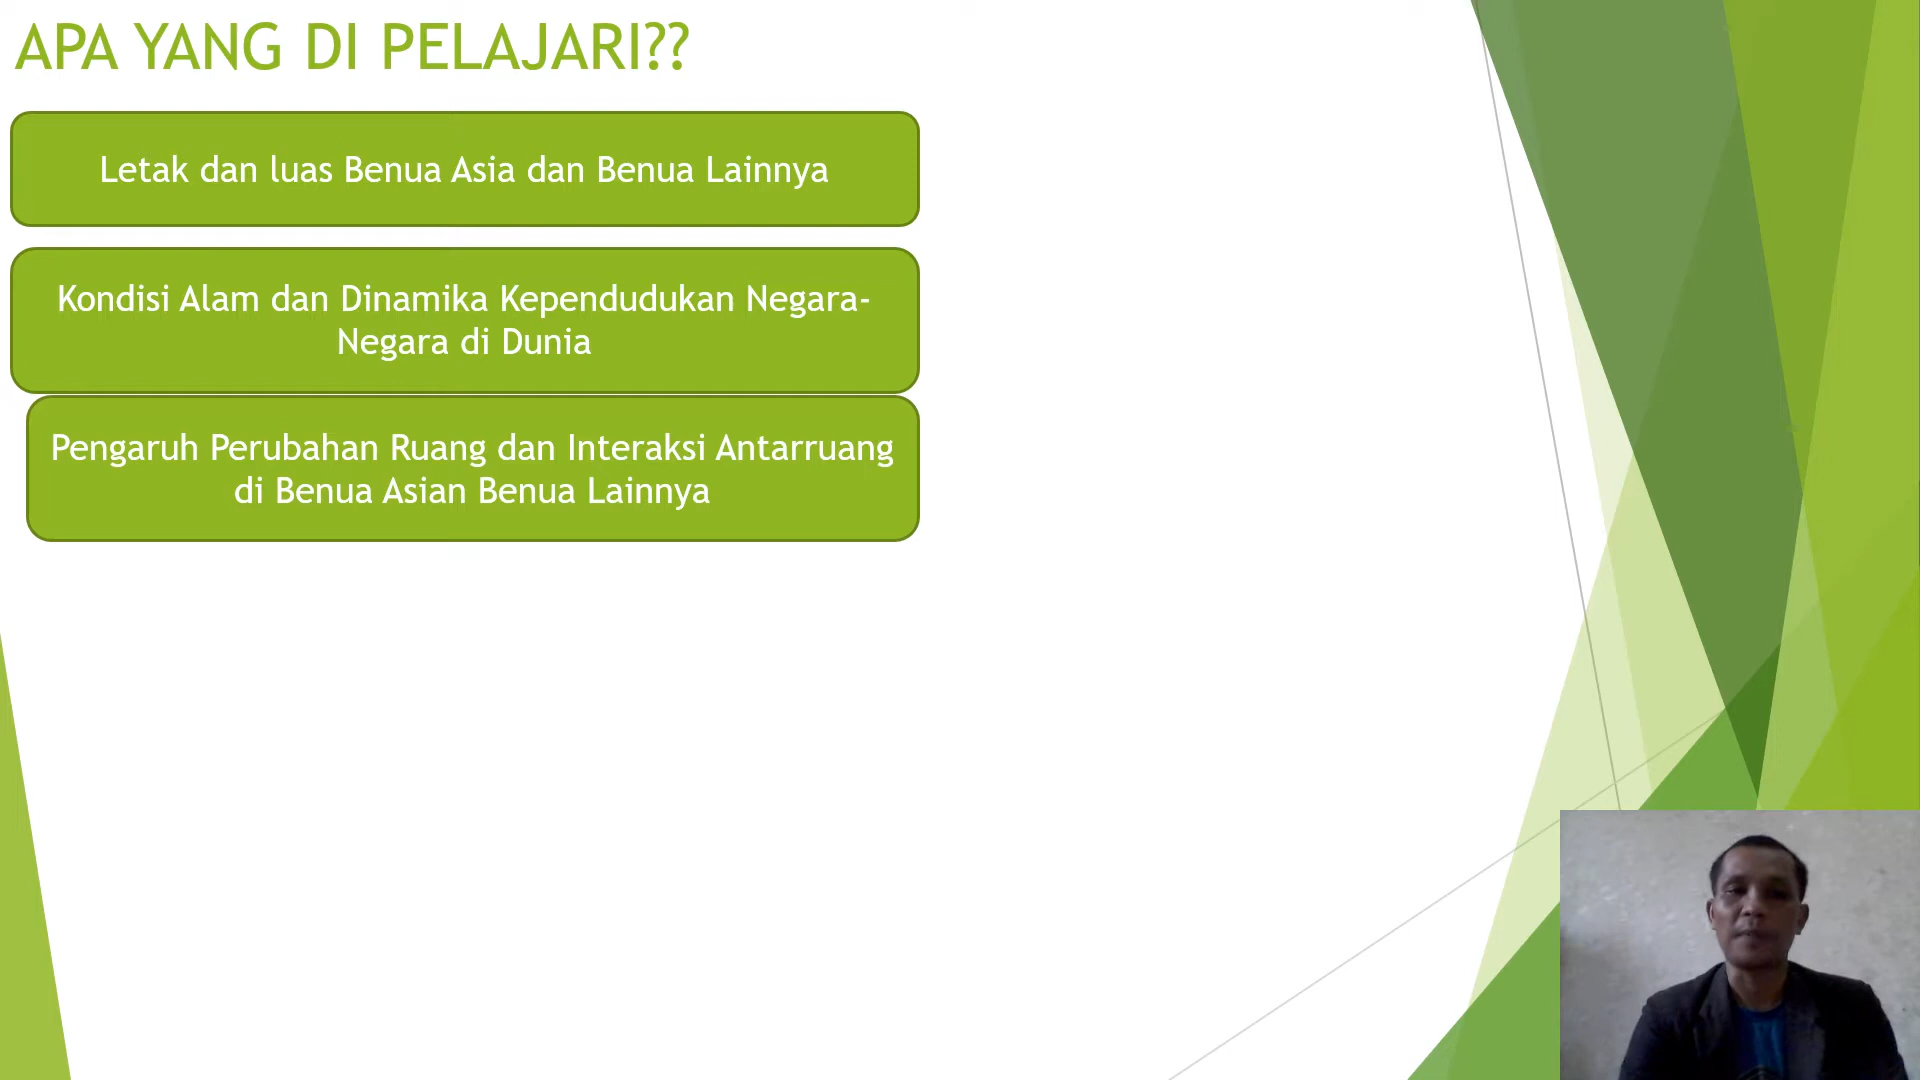 APA YANG DI PELAJARI??
Letak dan luas Benua Asia dan Benua Lainnya
Kondisi Alam dan Dinamika Kependudukan Negara-
Negara di Dunia
Pengaruh Perubahan Ruang dan Interaksi Antarruang
di Benua Asian Benua Lainnya